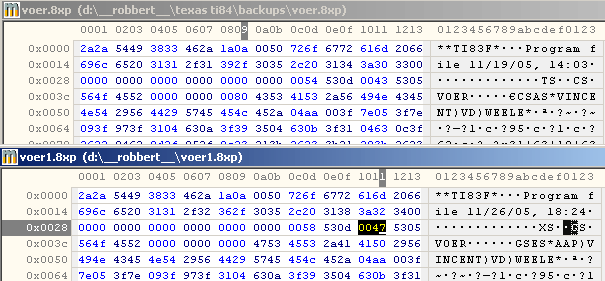 voer.8xp (d:\__robbert__\texas ti84\backups\voer.8xp)
0001 0203 0405 0607 0809 0a0b 0c0d 0e0f 1011 1213 0123456789abcdef0123
0x0000 2a2a 5449 3833 462a 1a0a 0050 726f 6772 616d 2066 **TI83F*···Program f
0x0014 696c 6520 3131 2f31 392f 3035 2c20 3134 3a30 3300 ile 11/19/05, 14:03·
0x0028 0000 0000 0000 0000 0000 0000 0054 530d 0043 5305 ·············TS··CS·
0x003c 564f 4552 0000 0000 0080 4353 4153 2a56 494e 4345 VOER·····€CSAS*VINCE
0x0050 4e54 2956 4429 5745 454c 452a 04aa 003f 7e05 3f7e NT)VD)WEELE*·ª·?~·?~
0x0064 093f 973f 3104 630a 3f39 3504 630b 3f31 0463 0c3f ·?—?1·c·?95·c·?1·c·?
voer1.8xp (d:\__robbert__\voer1.8xp)
0001 0203 0405 0607 0809 0a0b 0c0d 0e0f 1011 1213 0123456789abcdef0123
0x0000 2a2a 5449 3833 462a 1a0a 0050 726f 6772 616d 2066 **TI83F*···Program f
0x0014 696c 6520 3131 2f32 362f 3035 2c20 3138 3a32 3400 ile 11/26/05, 18:24·
0x0028 0000 0000 0000 0000 0000 0000 0058 530d 0047 5305 ·············XS··GS·
0x003c 564f 4552 0000 0000 0000 4753 4553 2a41 4150 2956 VOER······GSES*AAP)V
0x0050 494e 4345 4e54 2956 4429 5745 454c 452a 04aa 003f INCENT)VD)WEELE*·ª·?
0x0064 7e05 3f7e 093f 973f 3104 630a 3f39 3504 630b 3f31 ~·?~·?—?1·c·?95·c·?1